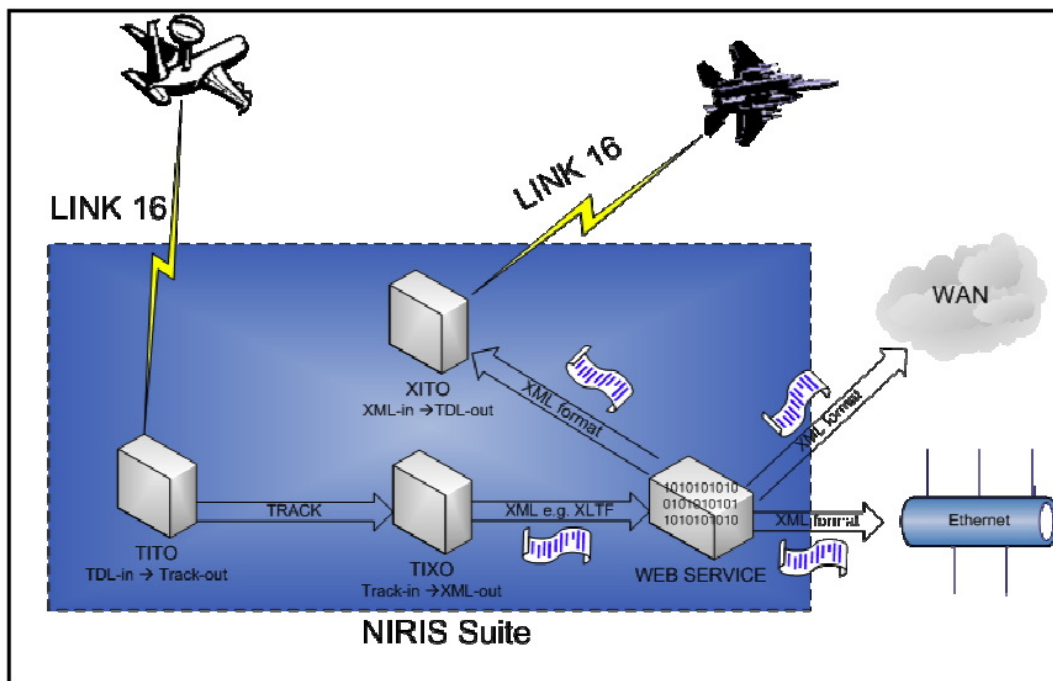 LINK 16
LINK 16
WAN
XITO
XML-in →TDL-out
XML format
XML format
TRACK
XML e.g. XLTF
1010101010
0101010101
1010101010
XML format
Ethernet
TITO
TDL-in → Track-out
TIXO
Track-in →XML-out
WEB SERVICE
NIRIS Suite